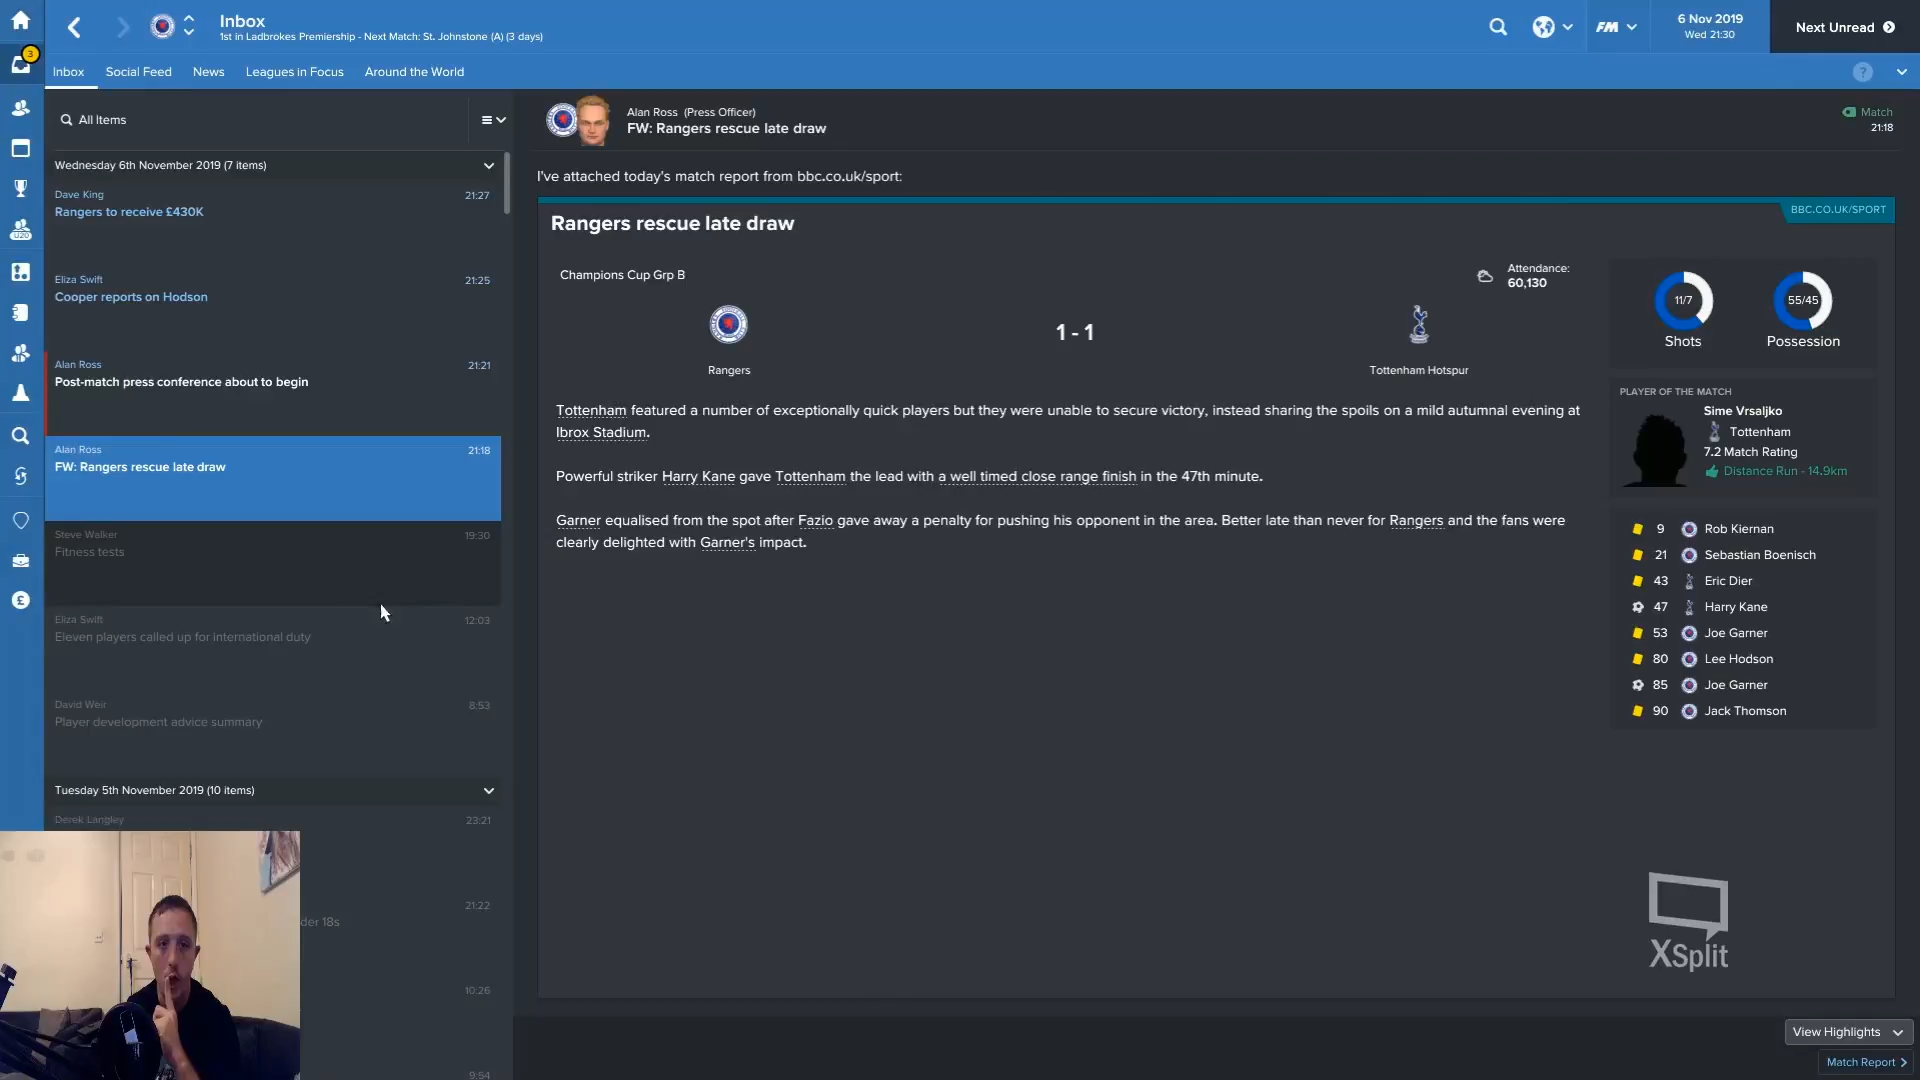 Inbox
1st in Ladbrokes Premiership - Next Match: St. Johnstone (A) (3 days)
FM
6 Nov 2019
Wed 21:30
Next Unread
3
Inbox
Social Feed
News
Leagues in Focus
Around the World
?
All Items
Wednesday 6th November 2019 (7 items)
Dave King
21:27
Rangers to receive £430K
Eliza Swift
21:25
Cooper reports on Hodson
Alan Ross
21:21
Post-match press conference about to begin
Alan Ross
21:18
FW: Rangers rescue late draw
Steve Walker
19:30
Fitness tests
Eliza Swift
12:03
Eleven players called up for international duty
David Weir
8:53
Player development advice summary
Tuesday 5th November 2019 (10 items)
Derek Langley
23:21
21:22
der 18s
10:26
9:54
Alan Ross (Press Officer)
FW: Rangers rescue late draw
Match
21:18
I've attached today's match report from bbc.co.uk/sport:
BBC.CO.UK/SPORT
Rangers rescue late draw
Champions Cup Grp B
Attendance:
60,130
1 - 1
Rangers
Tottenham Hotspur
Tottenham featured a number of exceptionally quick players but they were unable to secure victory, instead sharing the spoils on a mild autumnal evening at
Ibrox Stadium.
Powerful striker Harry Kane gave Tottenham the lead with a well timed close range finish in the 47th minute.
Garner equalised from the spot after Fazio gave away a penalty for pushing his opponent in the area. Better late than never for Rangers and the fans were
clearly delighted with Garner's impact.
11/7
Shots
55/45
Possession
PLAYER OF THE MATCH
Sime Vrsaljko
Tottenham
7.2 Match Rating
Distance Run - 14.9km
9 Rob Kiernan
21 Sebastian Boenisch
43 Eric Dier
47 Harry Kane
53 Joe Garner
80 Lee Hodson
85 Joe Garner
90 Jack Thomson
XSplit
View Highlights
Match Report